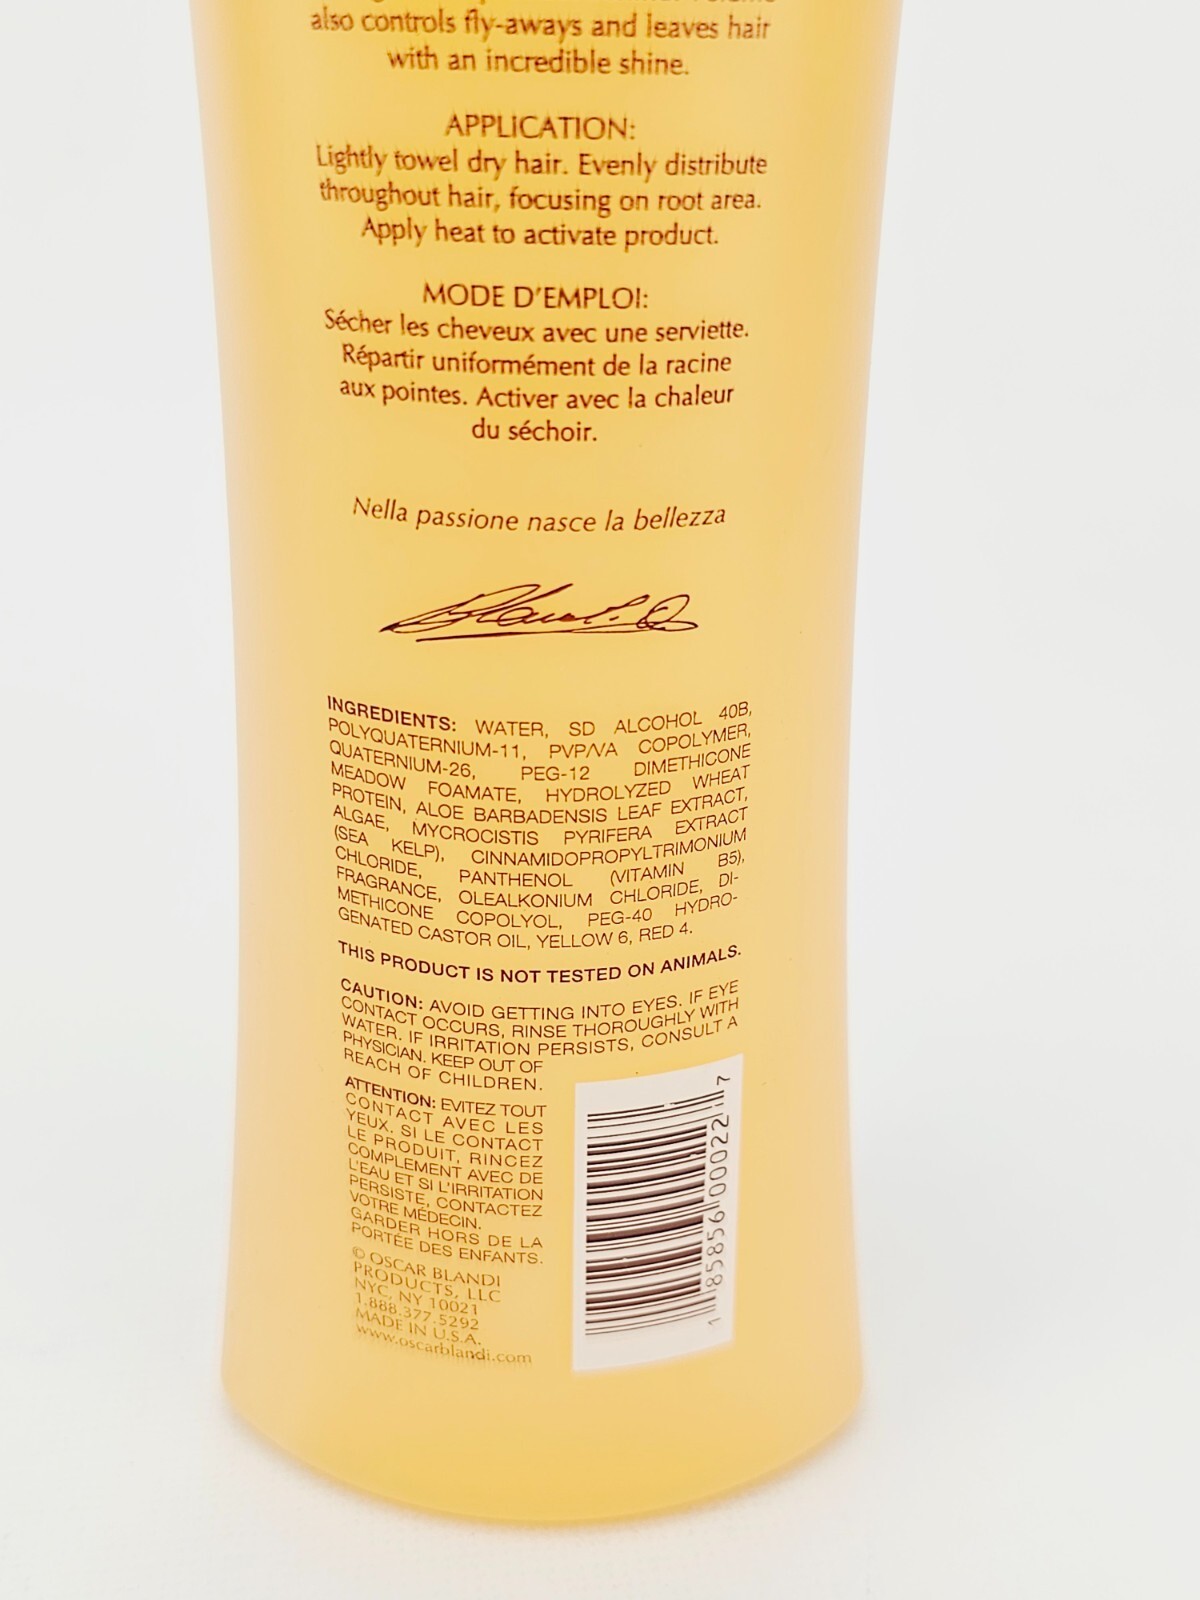 also controls fly-aways and leaves hair
with an incredible shine.
APPLICATION:
Lightly towel dry hair. Evenly distribute
throughout hair, focusing on root area.
Apply heat to activate product.
MODE D'EMPLOI:
Sécher les cheveux avec une serviette.
Répartir uniformément de la racine
aux pointes. Activer avec la chaleur
du séchoir.
Nella passione nasce la bellezza
INGREDIENTS: WATER, SD ALCOHOL 40B,
POLYQUATERNIUM-11, PVP/VA COPOLYMER,
QUATERNIUM-26, PEG-12 DIMETHICONE
MEADOW FOAMATE, HYDROLYZED WHEAT
PROTEIN, ALOE BARBADENSIS LEAF EXTRACT,
ALGAE, MYCROCISTIS PYRIFERA EXTRACT
(SEA KELP), CINNAMIDOPROPYLTRIMONIUM
CHLORIDE, PANTHENOL (VITAMIN B5),
FRAGRANCE, OLEALKONIUM CHLORIDE, DI-
METHICONE COPOLYOL, PEG-40 HYDRO-
GENATED CASTOR OIL, YELLOW 6, RED 4.
THIS PRODUCT IS NOT TESTED ON ANIMALS.
CAUTION: AVOID GETTING INTO EYES. IF EYE
CONTACT OCCURS, RINSE THOROUGHLY WITH
WATER. IF IRRITATION PERSISTS, CONSULT A
PHYSICIAN. KEEP OUT OF
REACH OF CHILDREN.
ATTENTION: EVITEZ TOUT
CONTACT AVEC LES
YEUX. SI LE CONTACT
LE PRODUIT, RINCEZ
COMPLEMENT AVEC DE
L'EAU ET SI L'IRRITATION
PERSISTE, CONTACTEZ
VOTRE MÉDECIN.
GARDER HORS DE LA
PORTÉE DES ENFANTS.
© OSCAR BLANDI
PRODUCTS, LLC
NYC, NY 10021
1.888.377.5292
MADE IN U.S.A.
www.oscarblandi.com
1 85856 00022 7